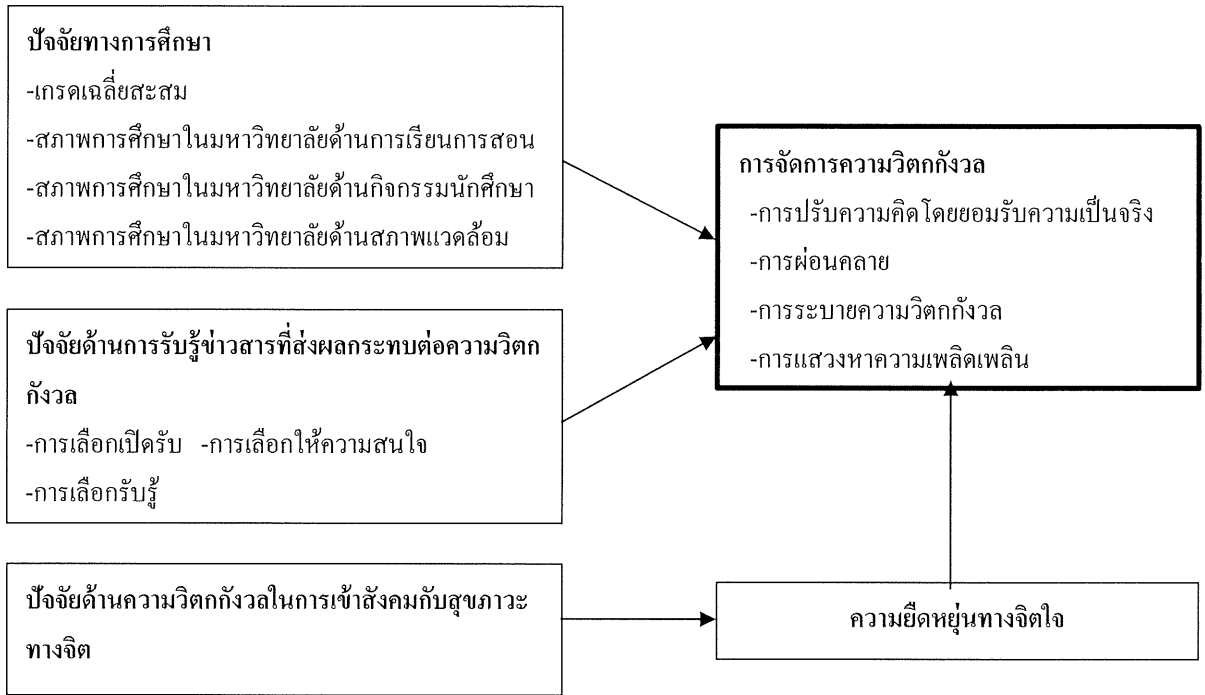 ปัจจัยทางการศึกษา
-เกรดเฉลี่ยสะสม
-สภาพการศึกษาในมหาวิทยาลัยด้านการเรียนการสอน
-สภาพการศึกษาในมหาวิทยาลัยด้านกิจกรรมนักศึกษา
-สภาพการศึกษาในมหาวิทยาลัยด้านสภาพแวดล้อม
ปัจจัยด้านการรับรู้ข่าวสารที่ส่งผลกระทบต่อความวิตก
กังวล
-การเลือกเปิดรับ -การเลือกให้ความสนใจ
-การเลือกรับรู้
ปัจจัยด้านความวิตกกังวลในการเข้าสังคมกับสุขภาวะ
ทางจิต
การจัดการความวิตกกังวล
-การปรับความคิดโดยยอมรับความเป็นจริง
-การผ่อนคลาย
-การระบายความวิตกกังวล
-การแสวงหาความเพลิดเพลิน
ความยืดหยุ่นทางจิตใจ